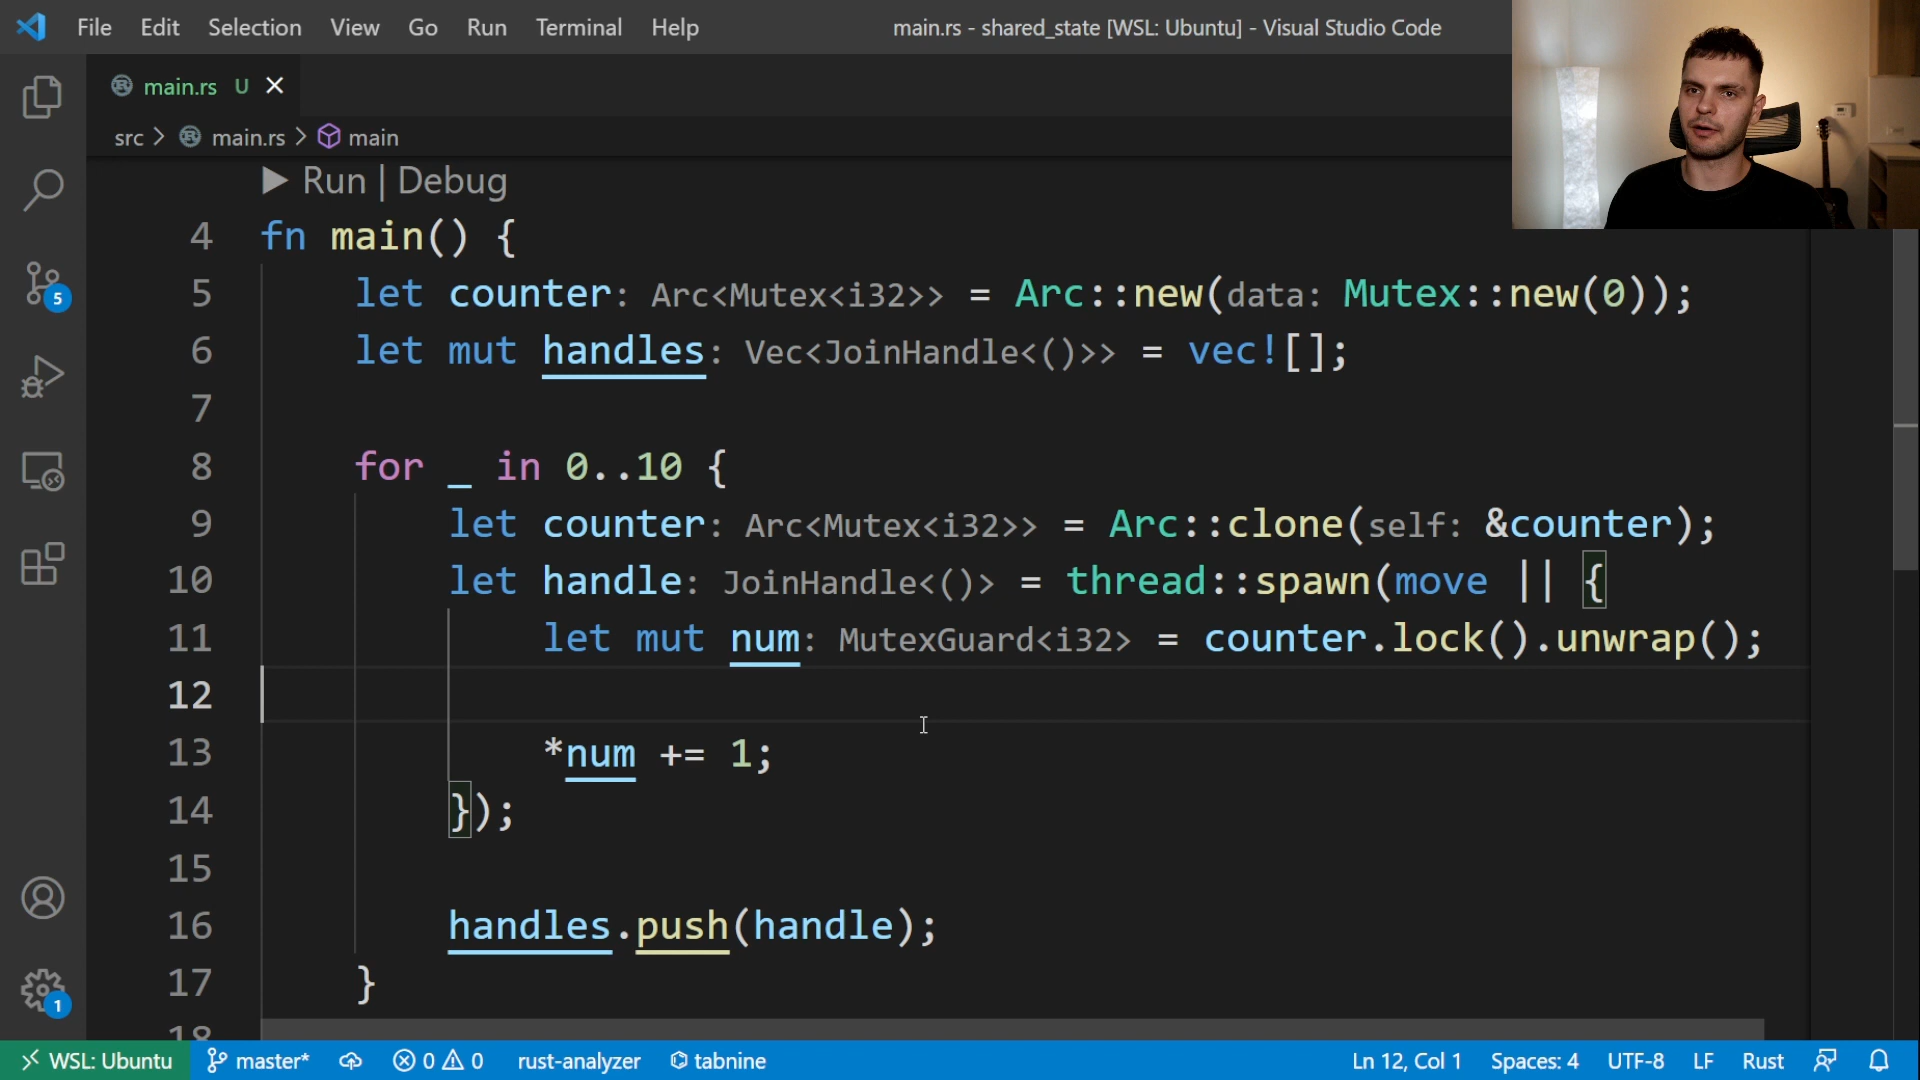 File Edit Selection View Go Run Terminal Help main.rs - shared_state [WSL: Ubuntu] - Visual Studio Code
main.rs U
src > main.rs > main
Run | Debug
4 fn main() {
5 let counter: Arc<Mutex<i32>> = Arc::new(data: Mutex::new(0));
6 let mut handles: Vec<JoinHandle<()>> = vec![];
7
8 for _ in 0..10 {
9 let counter: Arc<Mutex<i32>> = Arc::clone(self: &counter);
10 let handle: JoinHandle<()> = thread::spawn(move || {
11 let mut num: MutexGuard<i32> = counter.lock().unwrap();
12
13 *num += 1;
14 });
15
16 handles.push(handle);
17 }
18
5
1
WSL: Ubuntu master* 0 0 rust-analyzer tabnine Ln 12, Col 1 Spaces: 4 UTF-8 LF Rust